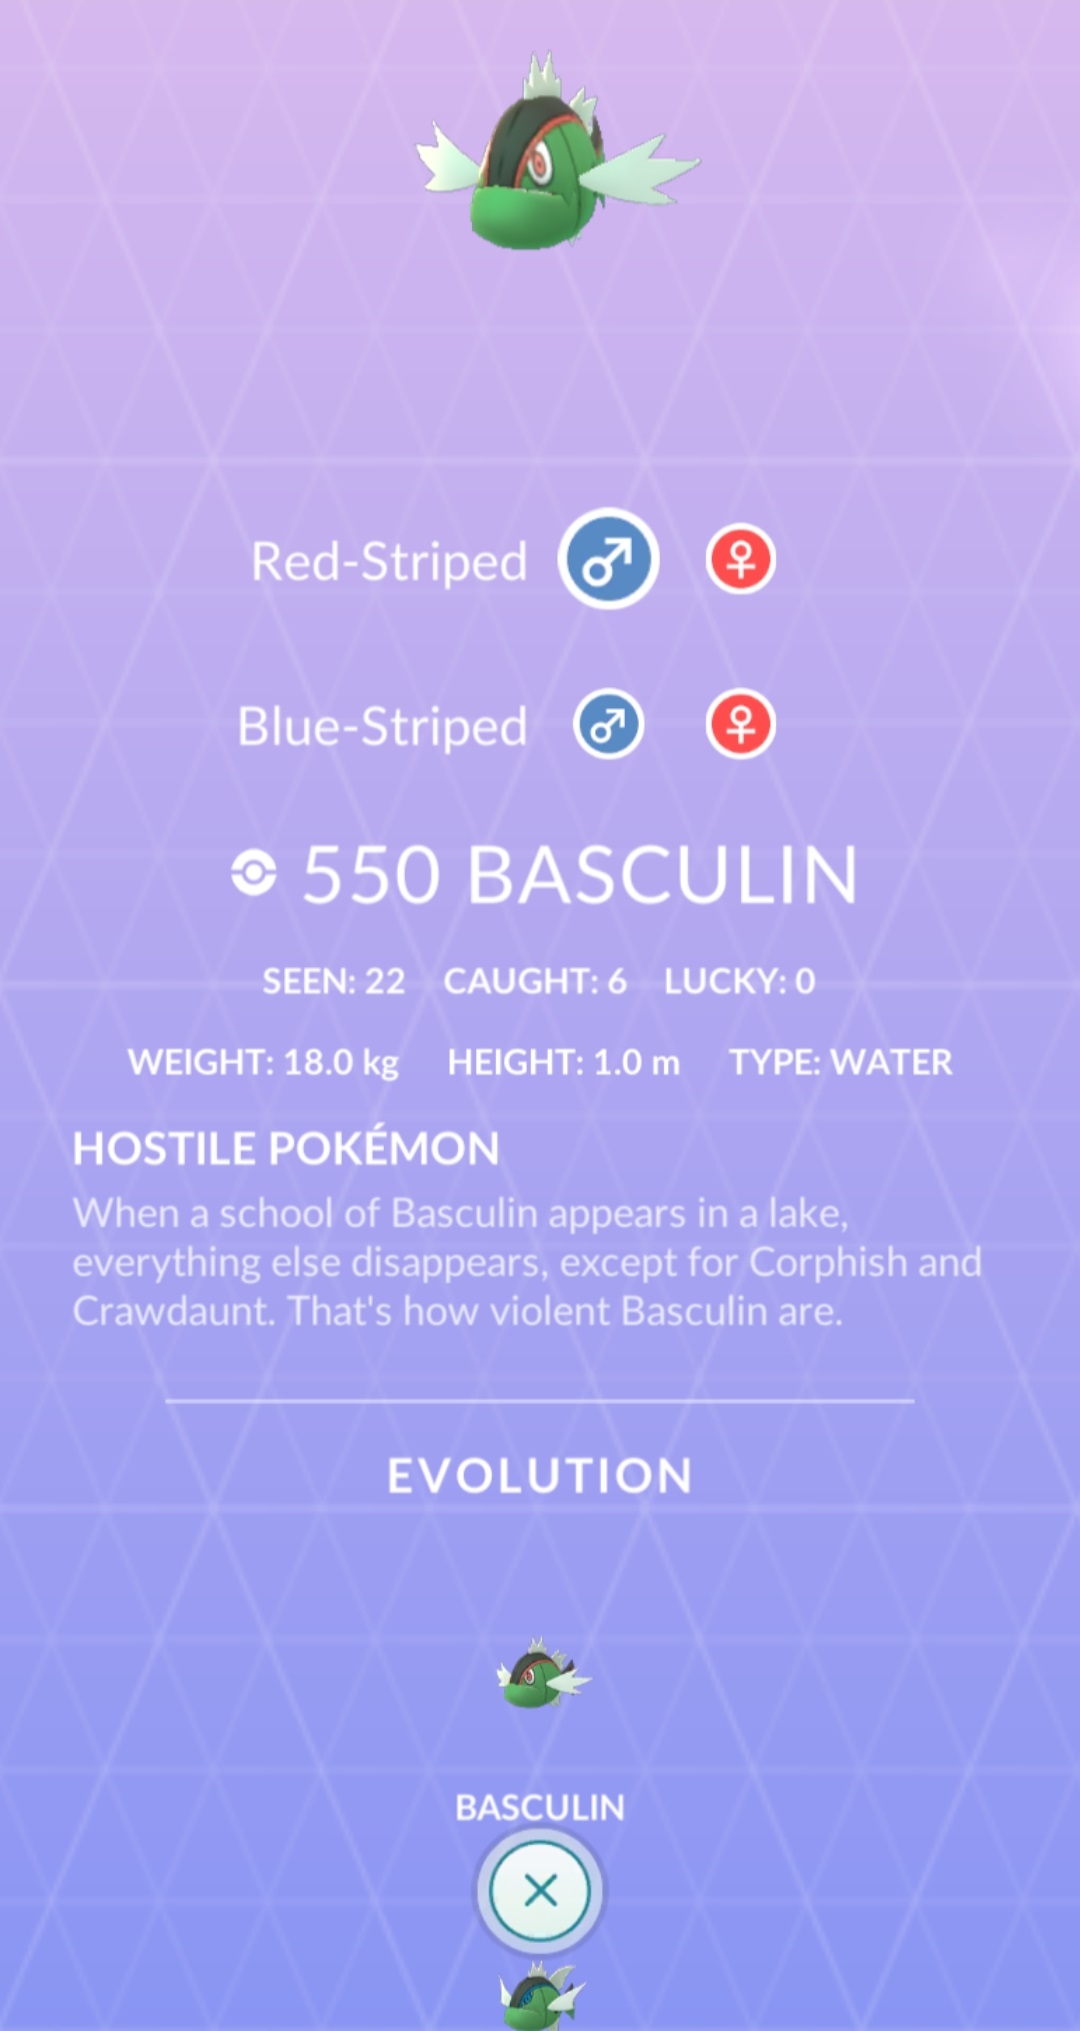 Red-Striped
Blue-Striped
550 BASCULIN
SEEN: 22 CAUGHT: 6 LUCKY: 0
WEIGHT: 18.0 kg HEIGHT: 1.0 m TYPE: WATER
HOSTILE POKÉMON
When a school of Basculin appears in a lake,
everything else disappears, except for Corphish and
Crawdaunt. That's how violent Basculin are.
EVOLUTION
BASCULIN